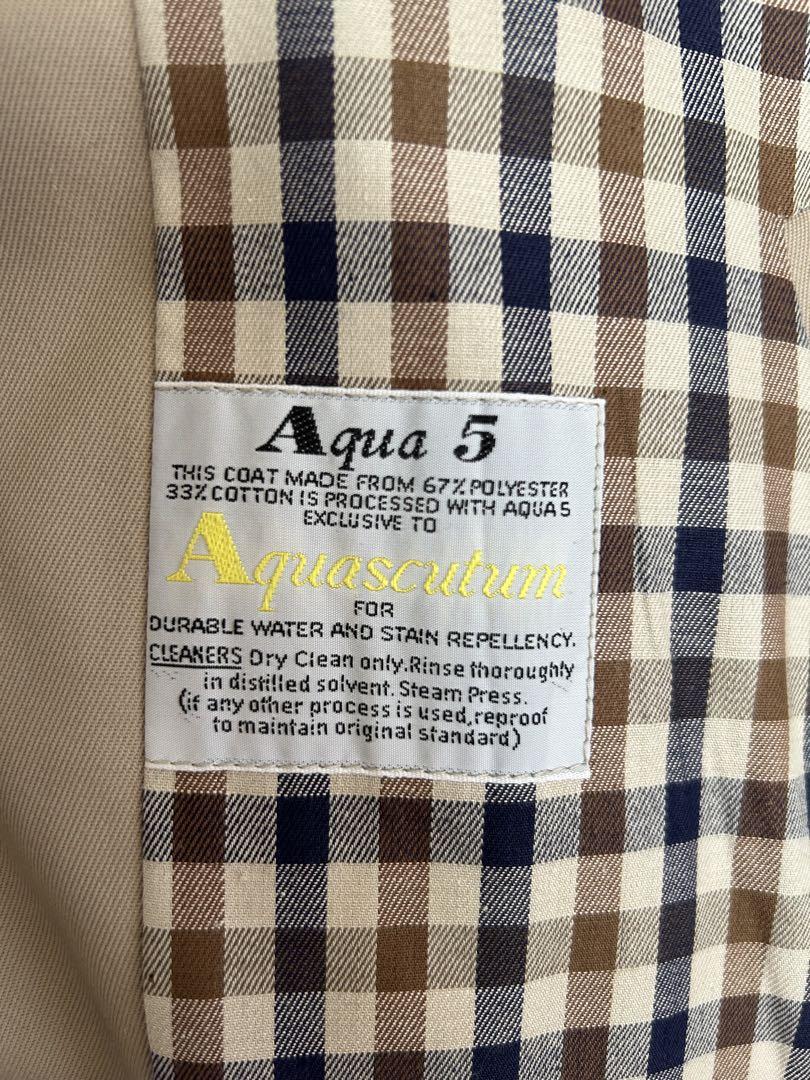 Aqua 5
THIS COAT MADE FROM 67% POLYESTER
33% COTTON IS PROCESSED WITH AQUA 5
EXCLUSIVE TO
Aquascutum
FOR
DURABLE WATER AND STAIN REPELLENCY.
CLEANERS Dry Clean only. Rinse thoroughly
in distilled solvent. Steam Press.
(if any other process is used, reproof
to maintain original standard)